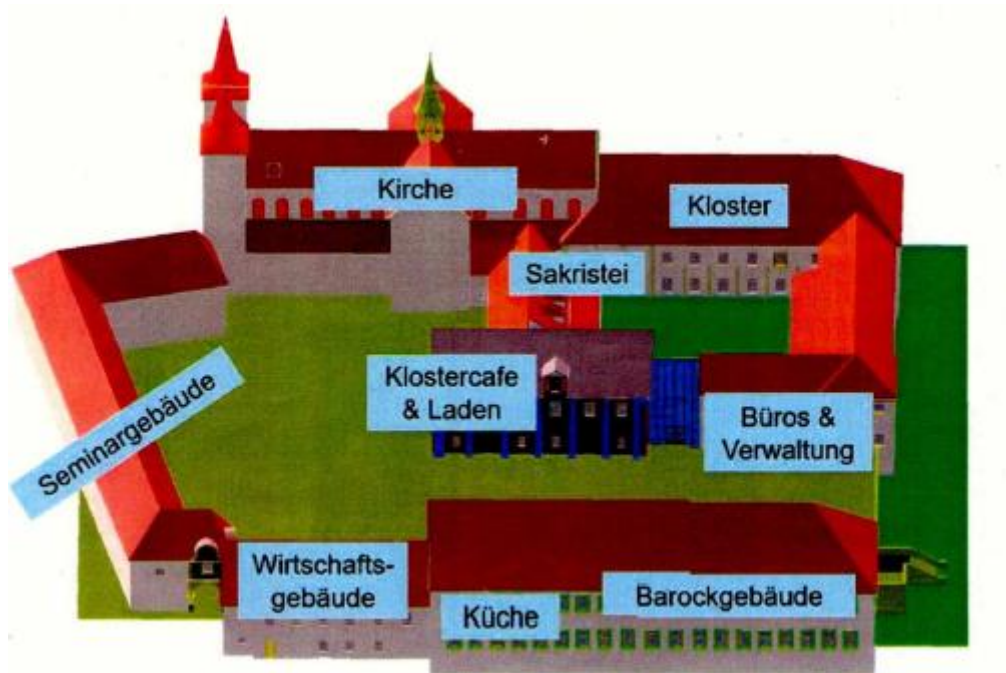 Kirche
Kloster
Sakristei
Klostercafe
& Laden
Büros &
Verwaltung
Seminargebäude
Wirtschafts-
gebäude
Küche
Barockgebäude